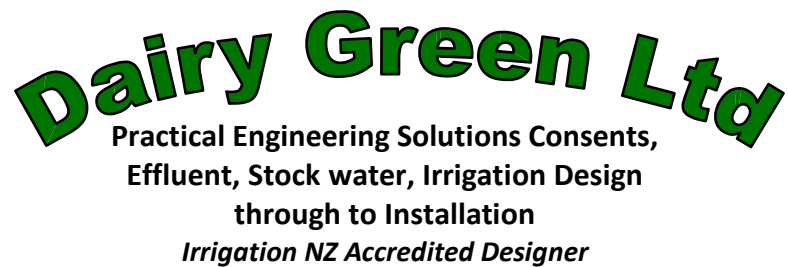 Dairy Green Ltd
Practical Engineering Solutions Consents,
Effluent, Stock water, Irrigation Design
through to Installation
Irrigation NZ Accredited Designer